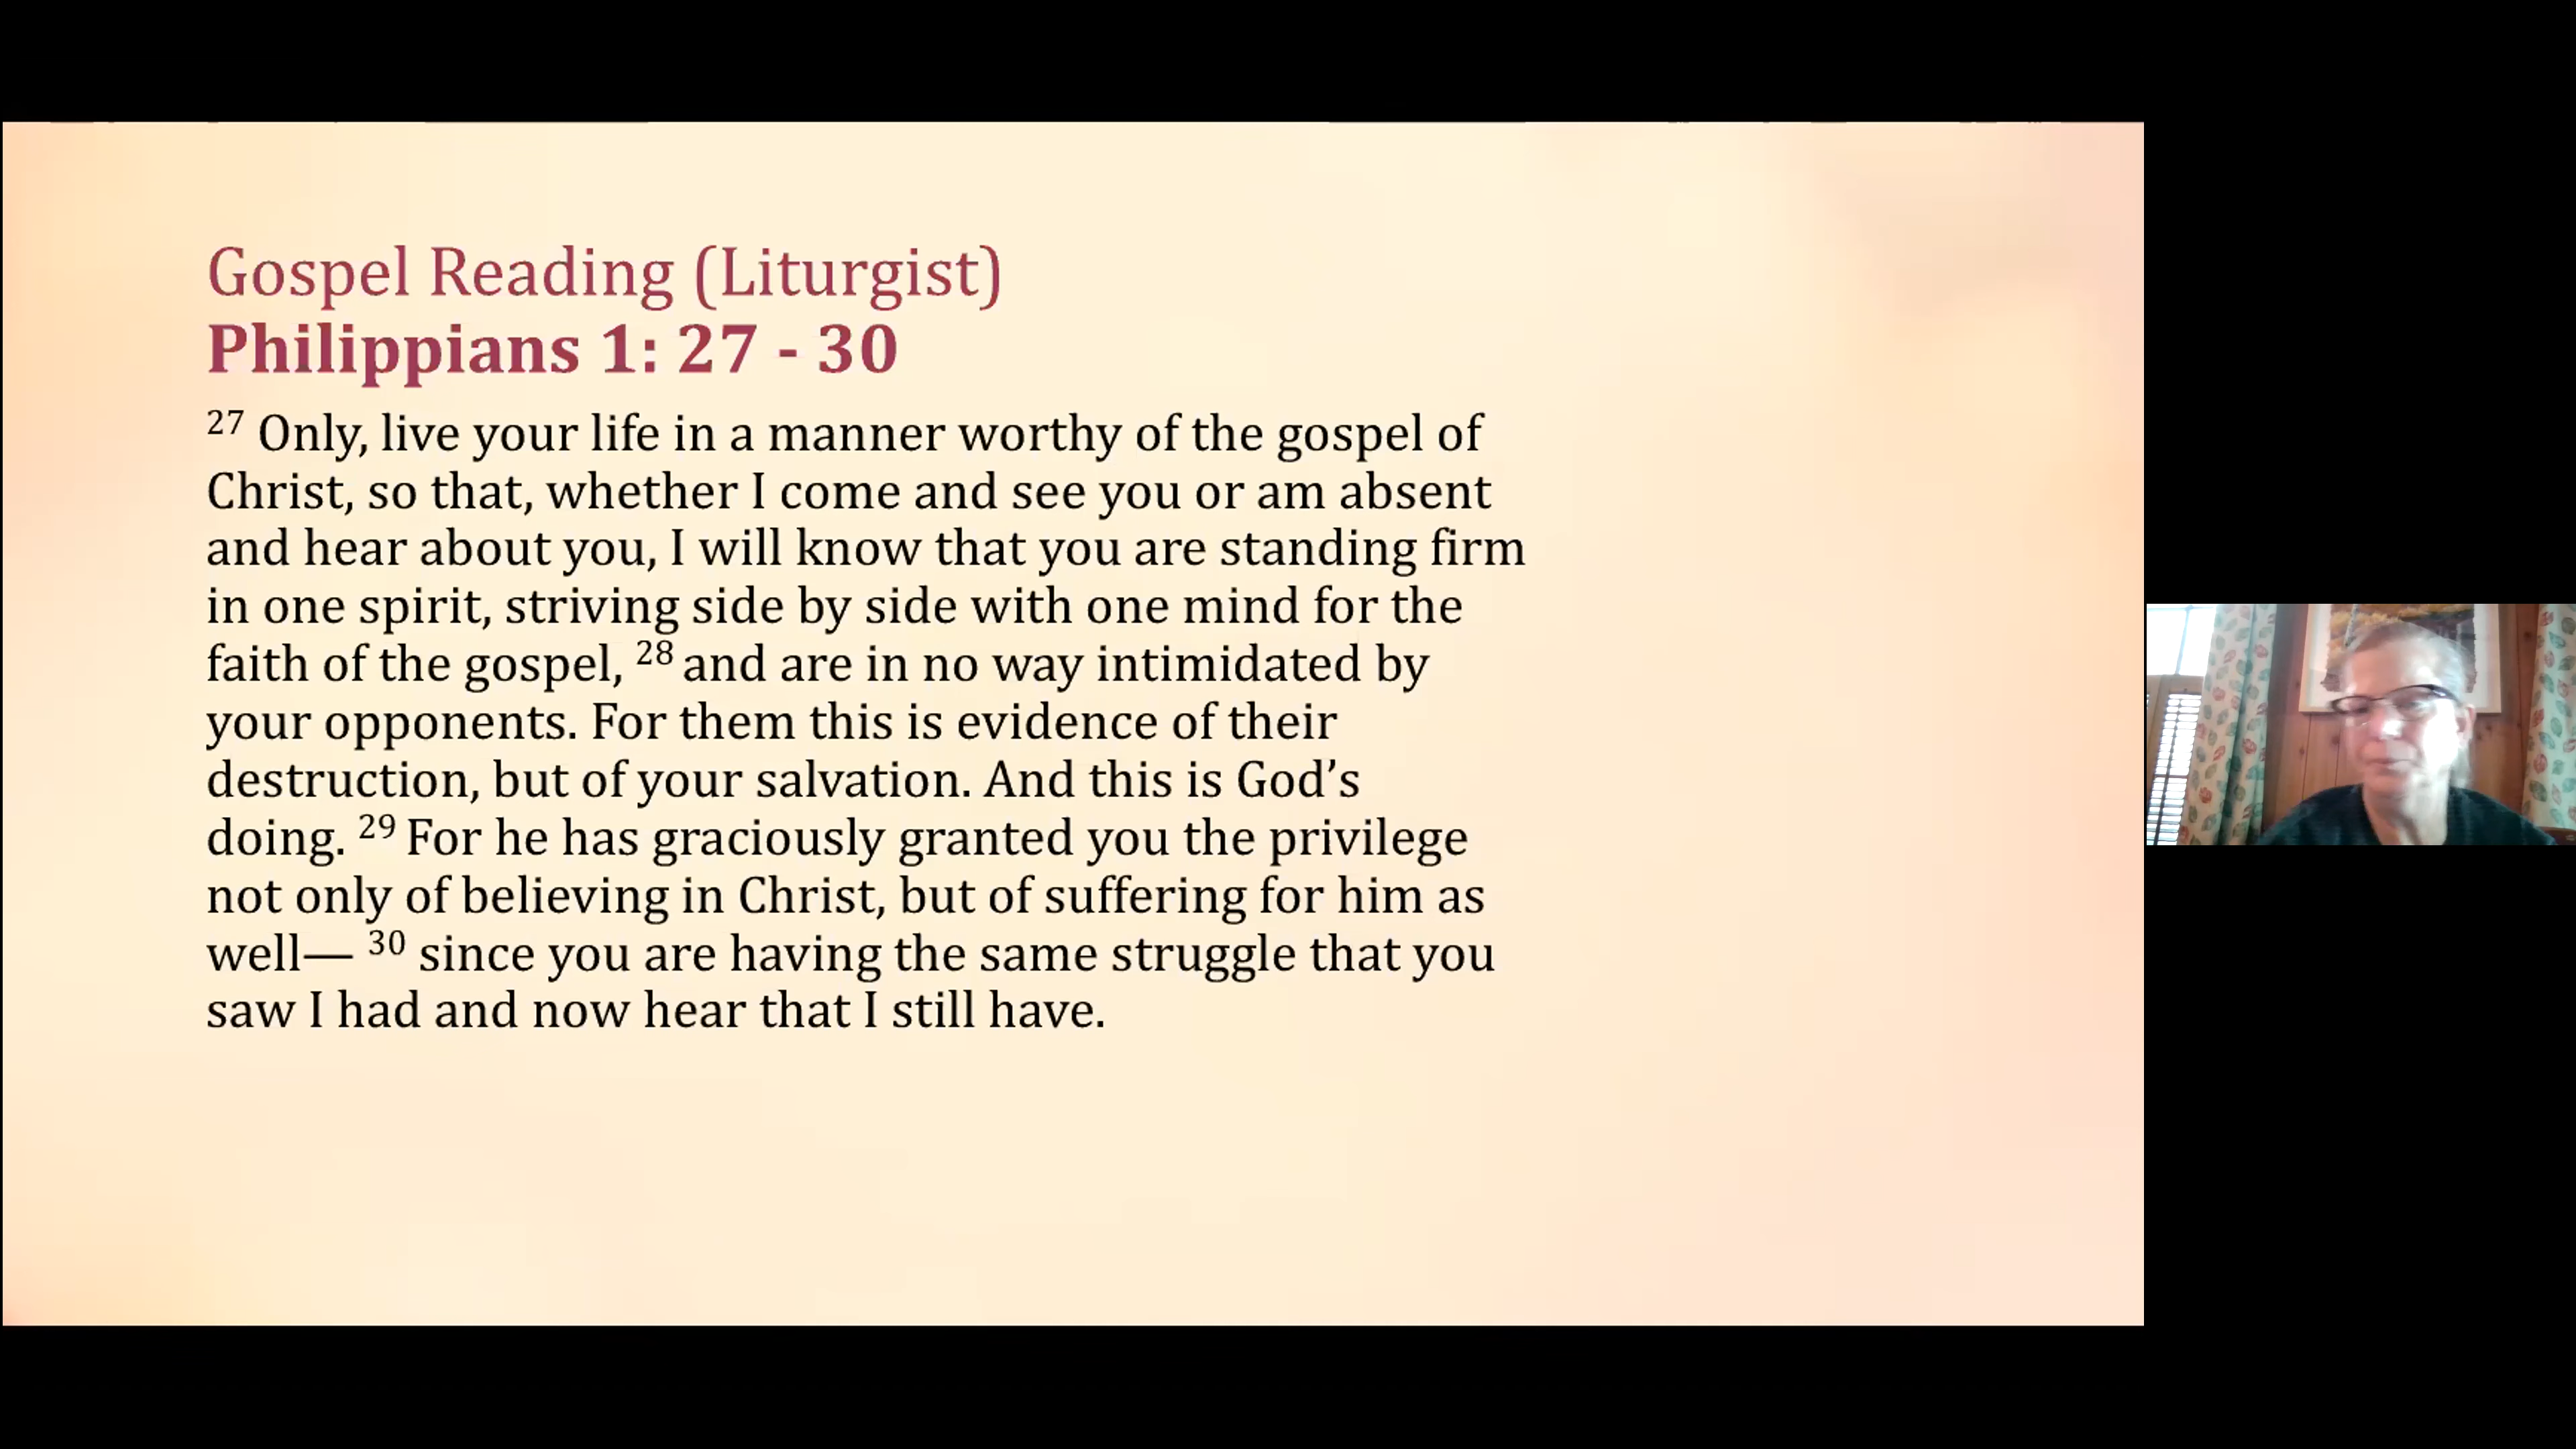 Gospel Reading (Liturgist)
Philippians 1: 27 - 30
27 Only, live your life in a manner worthy of the gospel of
Christ, so that, whether I come and see you or am absent
and hear about you, I will know that you are standing firm
in one spirit, striving side by side with one mind for the
faith of the gospel, 28 and are in no way intimidated by
your opponents. For them this is evidence of their
destruction, but of your salvation. And this is God’s
doing. 29 For he has graciously granted you the privilege
not only of believing in Christ, but of suffering for him as
well— 30 since you are having the same struggle that you
saw I had and now hear that I still have.